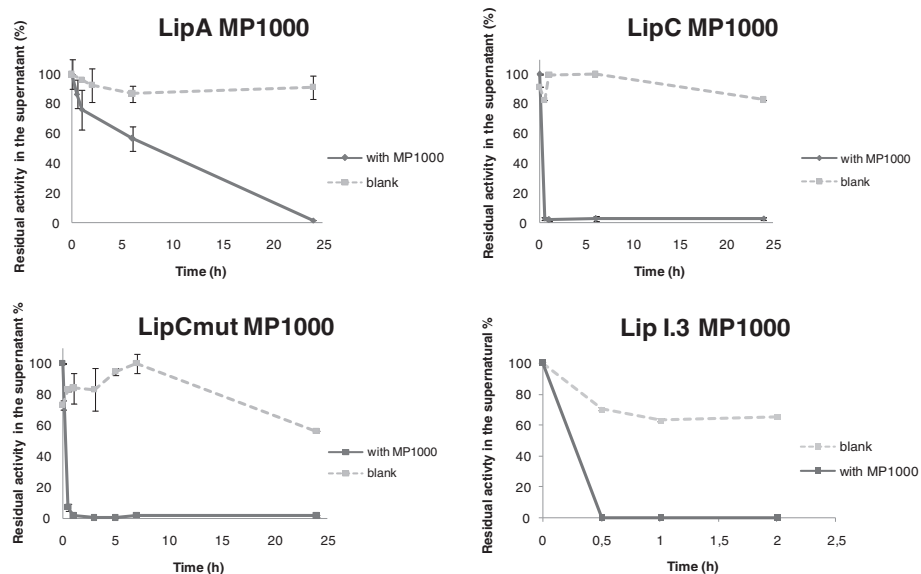 LipA MP1000
Residual activity in the supernatant (%)
100
80
60
40
20
0
0
5
10
15
20
25
Time (h)
with MP1000
blank
LipC MP1000
Residual activity in the supernatant (%)
100
80
60
40
20
0
0
5
10
15
20
25
Time (h)
with MP1000
blank
LipCmut MP1000
Residual activity in the supernatant %
100
80
60
40
20
0
0
5
10
15
20
25
Time (h)
with MP1000
blank
Lip I.3 MP1000
Residual activty in the supernatural %
100
80
60
40
20
0
0
0,5
1
1,5
2
2,5
Time (h)
blank
with MP1000